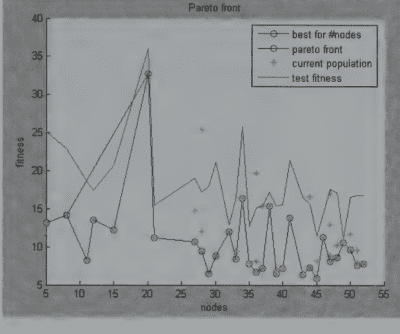 Pareto front
best for #nodes
pareto front
current population
test fitness
fitness
40
35
30
25
20
15
10
5
5 10 15 20 25 30 35 40 45 50 55
nodes